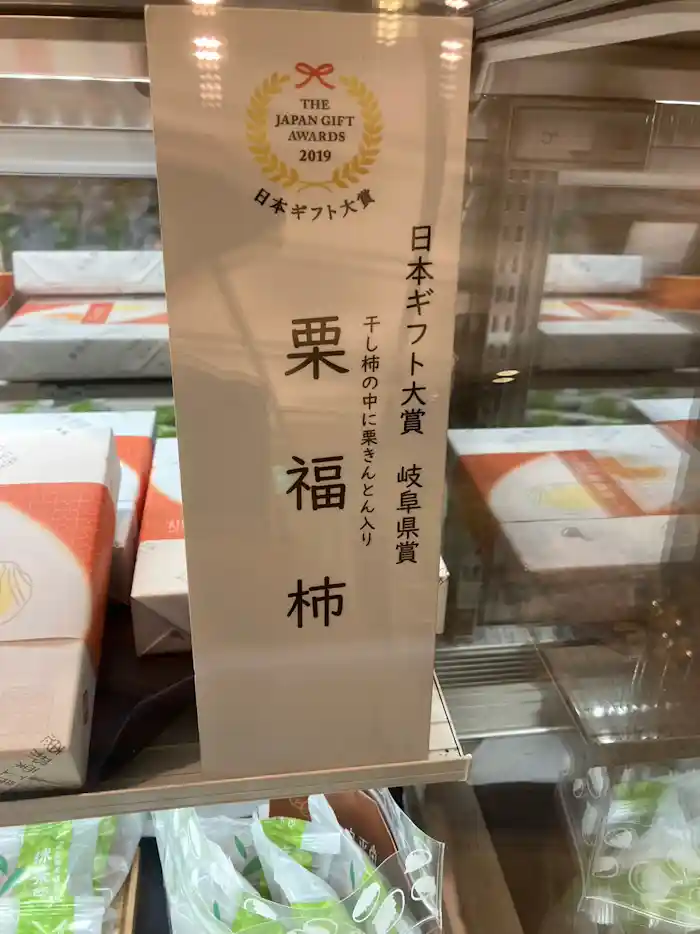 THE
JAPAN GIFT
AWARDS
2019
日本ギフト大賞
日本ギフト大賞 岐阜県賞
干し柿の中に栗きんとん入り
栗福柿